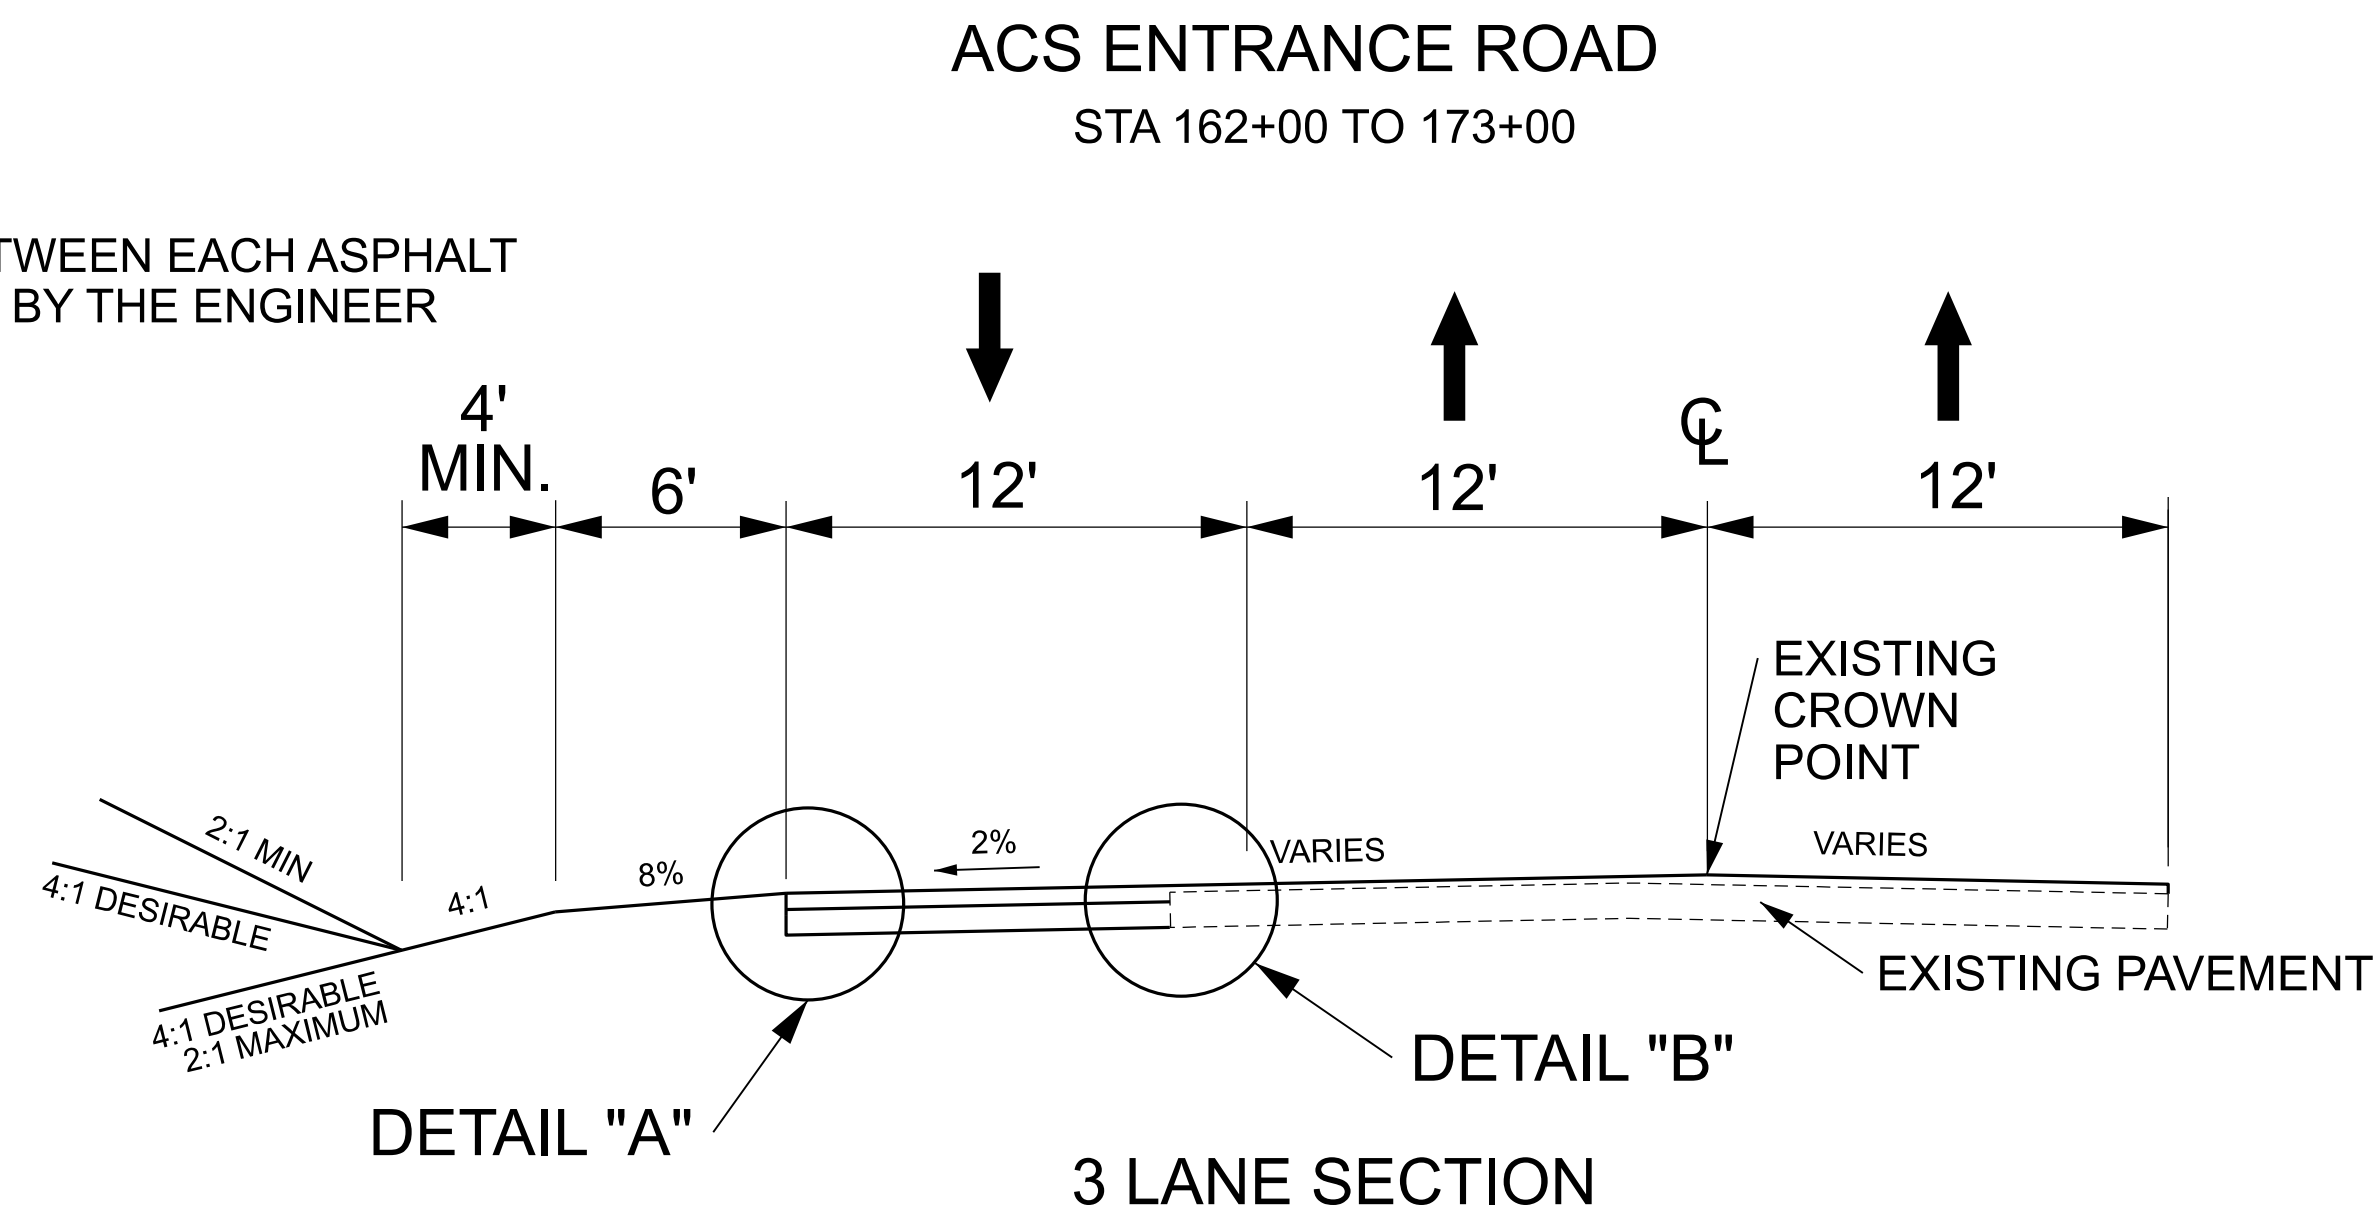 ACS ENTRANCE ROAD
STA 162+00 TO 173+00
TWEEN EACH ASPHALT
BY THE ENGINEER
4'
MIN.
6'
12'
12'
℄
12'
EXISTING
CROWN
POINT
2:1 MIN
4:1 DESIRABLE
4:1
8%
2%
VARIES
VARIES
4:1 DESIRABLE
2:1 MAXIMUM
EXISTING PAVEMENT
DETAIL "B"
DETAIL "A"
3 LANE SECTION